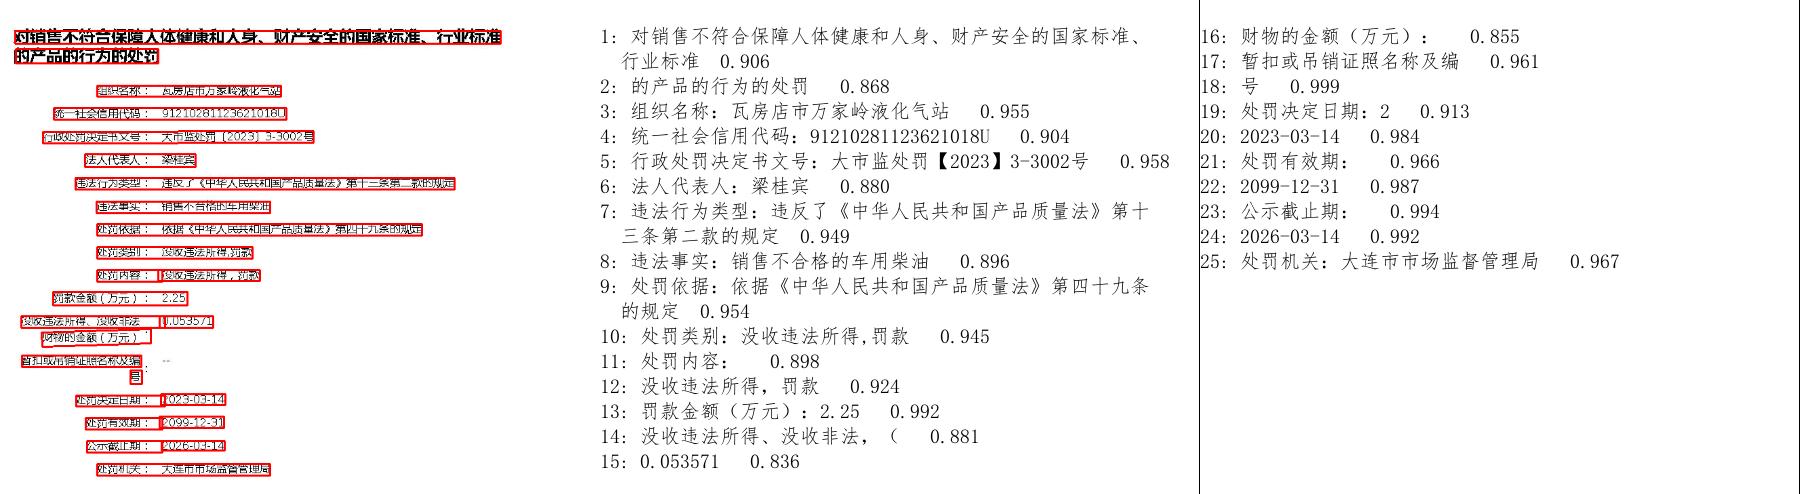 对销售不符合保障人体健康和人身、财产安全的国家标准、行业标准
的产品的行为的处罚
组织名称： 瓦房店市万家岭液化气站
统一社会信用代码： 91210281123621018U
行政处罚决定书文号： 大市监处罚〔2023〕3-3002号
法人代表人： 梁桂宾
违法行为类型： 违反了《中华人民共和国产品质量法》第十三条第二款的规定
违法事实： 销售不合格的车用柴油
处罚依据： 依据《中华人民共和国产品质量法》第四十九条的规定
处罚类别： 没收违法所得,罚款
处罚内容： 没收违法所得，罚款
罚款金额（万元）： 2.25
没收违法所得、没收非法 0.053571
财物的金额（万元）：
暂扣或吊销证照名称及编 --
号：
处罚决定日期： 2023-03-14
处罚有效期： 2099-12-31
公示截止期： 2026-03-14
处罚机关： 大连市市场监督管理局
1: 对销售不符合保障人体健康和人身、财产安全的国家标准、
行业标准 0.906
2: 的产品的行为的处罚 0.868
3: 组织名称：瓦房店市万家岭液化气站 0.955
4: 统一社会信用代码：91210281123621018U 0.904
5: 行政处罚决定书文号：大市监处罚【2023】3-3002号 0.958
6: 法人代表人：梁桂宾 0.880
7: 违法行为类型：违反了《中华人民共和国产品质量法》第十
三条第二款的规定 0.949
8: 违法事实：销售不合格的车用柴油 0.896
9: 处罚依据：依据《中华人民共和国产品质量法》第四十九条
的规定 0.954
10: 处罚类别：没收违法所得,罚款 0.945
11: 处罚内容： 0.898
12: 没收违法所得，罚款 0.924
13: 罚款金额（万元）：2.25 0.992
14: 没收违法所得、没收非法，（ 0.881
15: 0.053571 0.836
16: 财物的金额（万元）： 0.855
17: 暂扣或吊销证照名称及编 0.961
18: 号 0.999
19: 处罚决定日期：2 0.913
20: 2023-03-14 0.984
21: 处罚有效期： 0.966
22: 2099-12-31 0.987
23: 公示截止期： 0.994
24: 2026-03-14 0.992
25: 处罚机关：大连市市场监督管理局 0.967